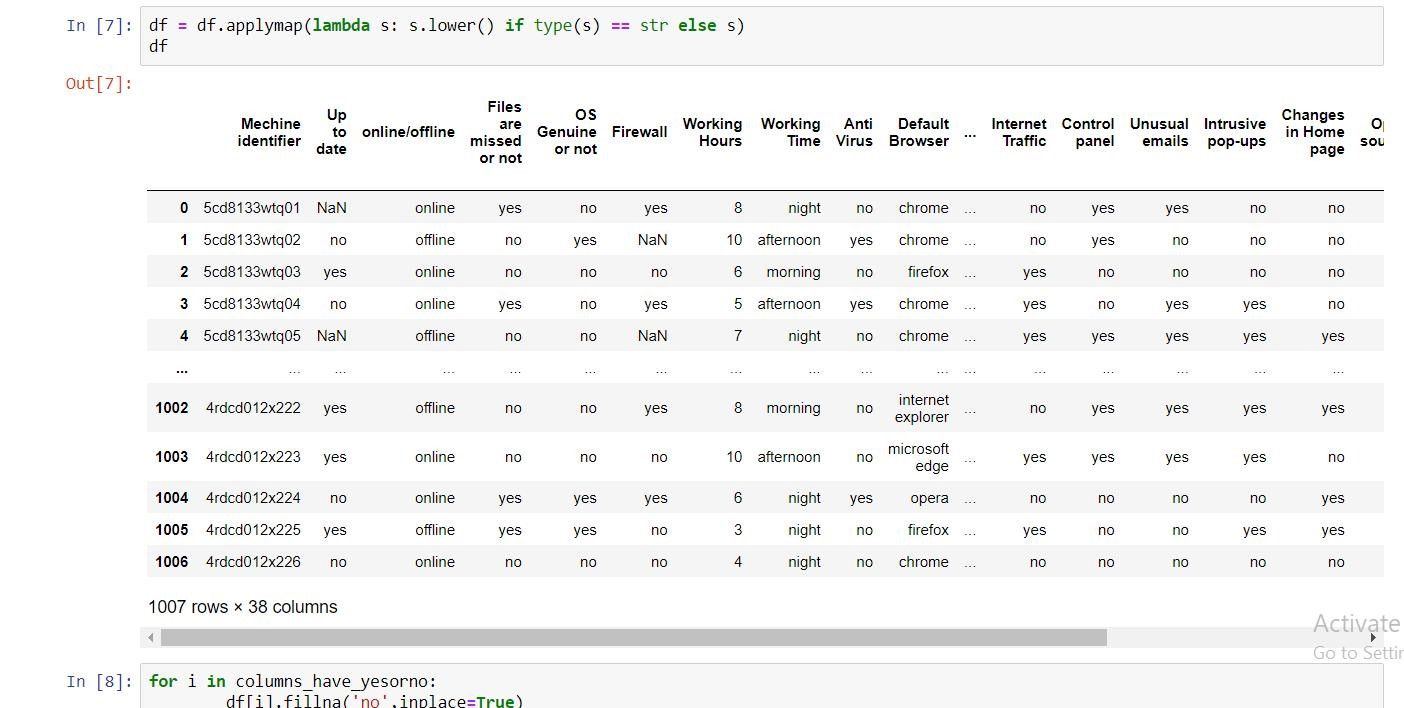 In [7]: df = df.applymap(lambda s: s.lower() if type(s) == str else s)
df
Out[7]:
Mechine identifier Up to date online/offline Files are missed or not OS Genuine or not Firewall Working Hours Working Time Anti Virus Default Browser ... Internet Traffic Control panel Unusual emails Intrusive pop-ups Changes in Home page
0 5cd8133wtq01 NaN online yes no yes 8 night no chrome ... no yes yes no no
1 5cd8133wtq02 no offline no yes NaN 10 afternoon yes chrome ... no yes no no no
2 5cd8133wtq03 yes online no no no 6 morning no firefox ... yes no no no no
3 5cd8133wtq04 no online yes no yes 5 afternoon yes chrome ... yes no yes yes no
4 5cd8133wtq05 NaN offline no no NaN 7 night no chrome ... yes yes yes yes yes
... ... ... ... ... ... ... ... ... ... ... ... ... ... ... ... ...
1002 4rdcd012x222 yes offline no no yes 8 morning no internet explorer ... no yes yes yes yes
1003 4rdcd012x223 yes online no no no 10 afternoon no microsoft edge ... yes yes yes yes no
1004 4rdcd012x224 no online yes yes yes 6 night yes opera ... no no no no yes
1005 4rdcd012x225 yes offline yes yes no 3 night no firefox ... yes no no yes yes
1006 4rdcd012x226 no online no no no 4 night no chrome ... no no no no no
1007 rows × 38 columns
Activate
Go to Settin
In [8]: for i in columns_have_yesorno:
df[i].fillna('no',inplace=True)